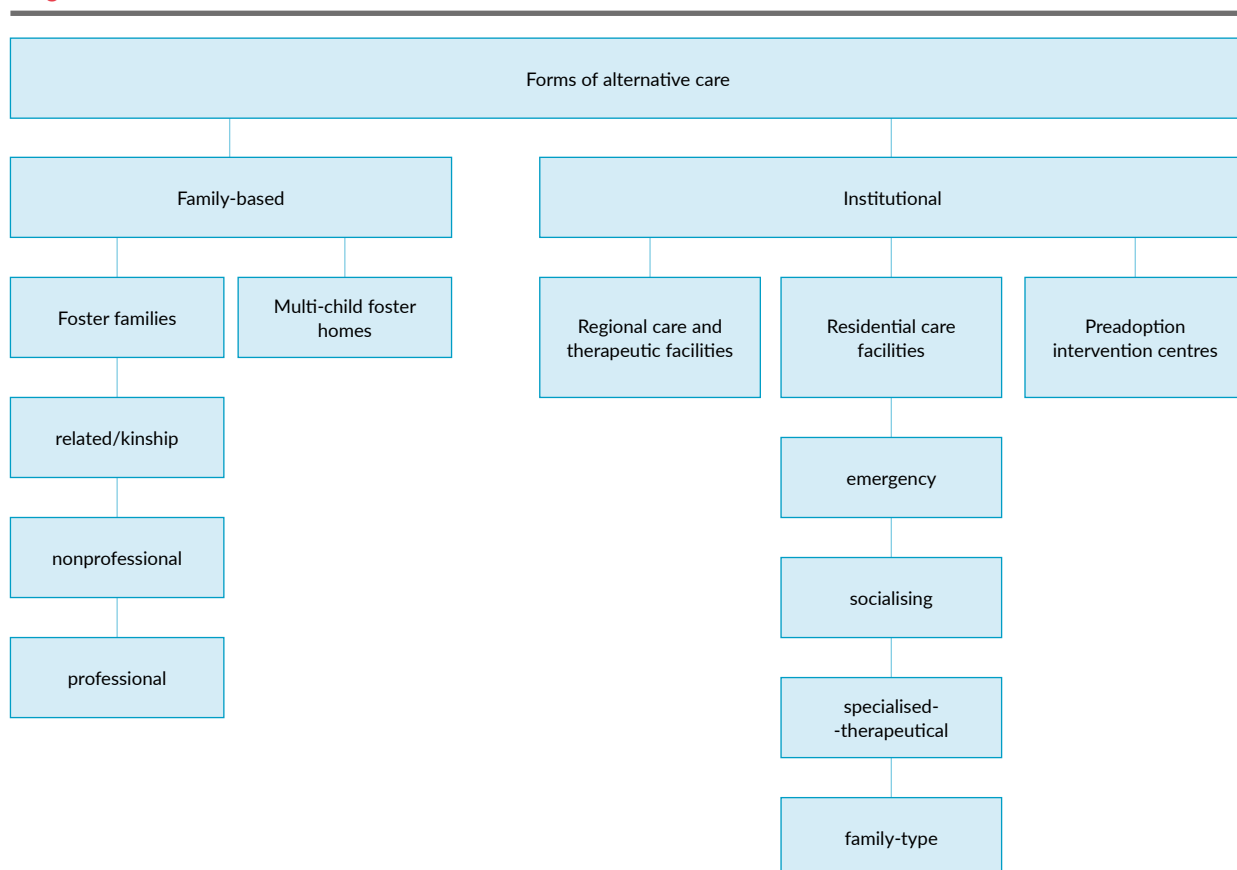 Forms of alternative care
Family-based
Institutional
Foster families
Multi-child foster
homes
Regional care and
therapeutic facilities
Residential care
facilities
Preadoption
intervention centres
related/kinship
emergency
nonprofessional
socialising
professional
specialised-
-therapeutical
family-type